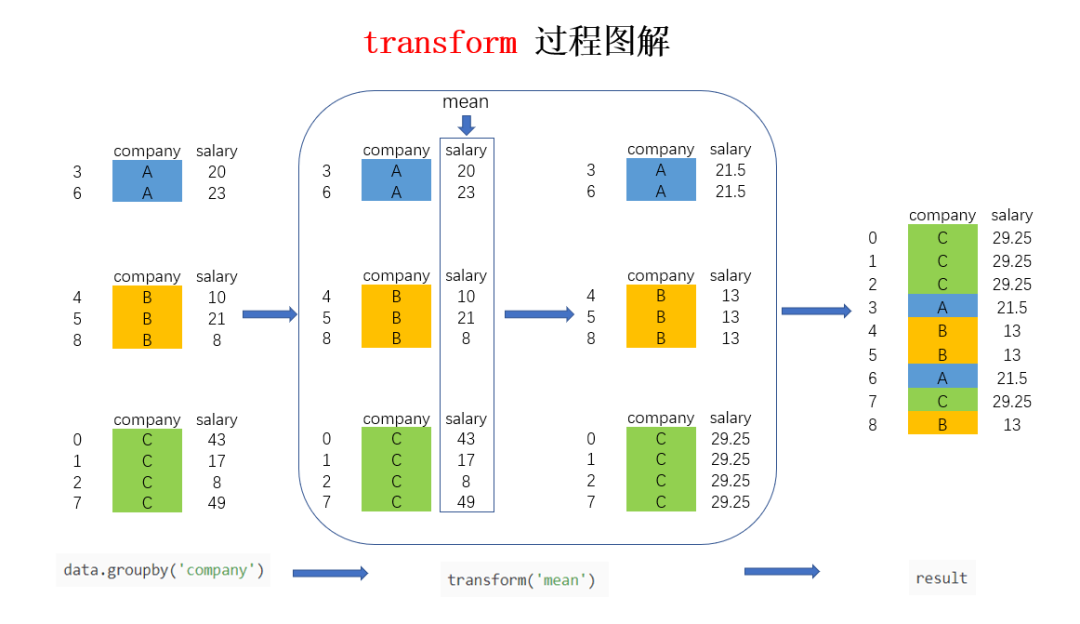 transform 过程图解
mean
company salary
3 A 20
6 A 23
company salary
4 B 10
5 B 21
8 B 8
company salary
0 C 43
1 C 17
2 C 8
7 C 49
company salary
3 A 20
6 A 23
company salary
4 B 10
5 B 21
8 B 8
company salary
0 C 43
1 C 17
2 C 8
7 C 49
company salary
3 A 21.5
6 A 21.5
company salary
4 B 13
5 B 13
8 B 13
company salary
0 C 29.25
1 C 29.25
2 C 29.25
7 C 29.25
company salary
0 C 29.25
1 C 29.25
2 C 29.25
3 A 21.5
4 B 13
5 B 13
6 A 21.5
7 C 29.25
8 B 13
data.groupby('company')
transform('mean')
result